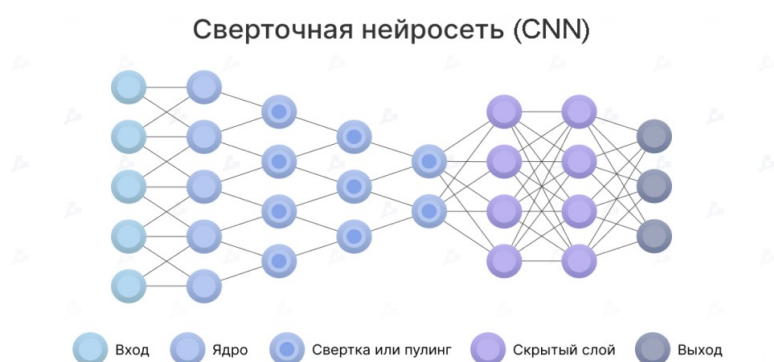 Сверточная нейросеть (CNN)
Вход Ядро Свертка или пулинг Скрытый слой Выход